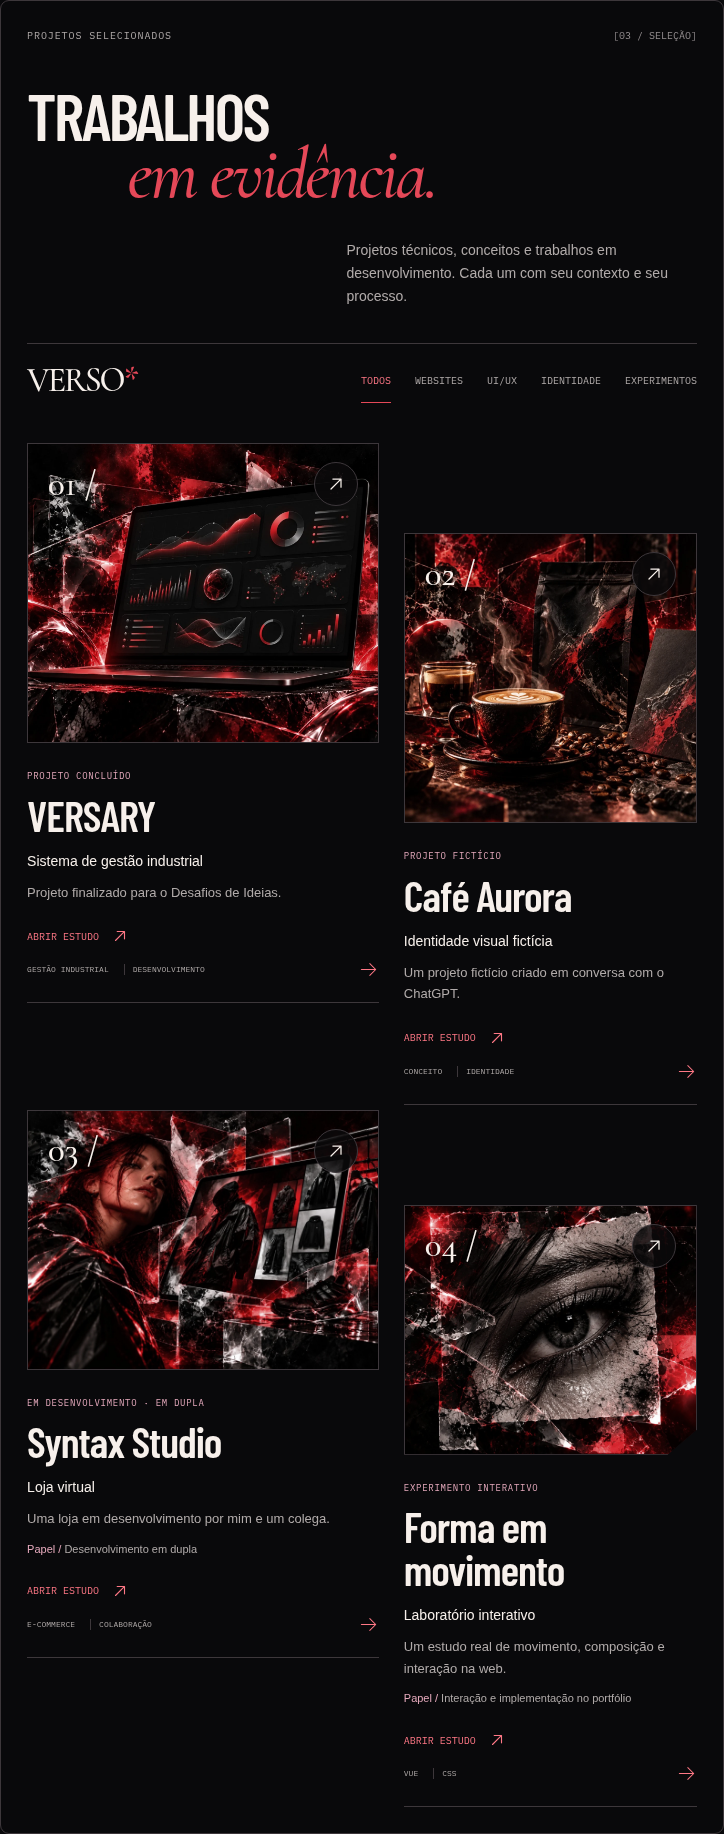 PROJETOS SELECIONADOS
[03 / SELEÇÃO]
TRABALHOS
em evidência.
Projetos técnicos, conceitos e trabalhos em
desenvolvimento. Cada um com seu contexto e seu
processo.
VERSO*
TODOS
WEBSITES
UI/UX
IDENTIDADE
EXPERIMENTOS
01 /
PROJETO CONCLUÍDO
VERSARY
Sistema de gestão industrial
Projeto finalizado para o Desafios de Ideias.
ABRIR ESTUDO
GESTÃO INDUSTRIAL
DESENVOLVIMENTO
02 /
PROJETO FICTÍCIO
Café Aurora
Identidade visual fictícia
Um projeto fictício criado em conversa com o
ChatGPT.
ABRIR ESTUDO
CONCEITO
IDENTIDADE
03 /
EM DESENVOLVIMENTO · EM DUPLA
Syntax Studio
Loja virtual
Uma loja em desenvolvimento por mim e um colega.
Papel / Desenvolvimento em dupla
ABRIR ESTUDO
E-COMMERCE
COLABORAÇÃO
04 /
EXPERIMENTO INTERATIVO
Forma em
movimento
Laboratório interativo
Um estudo real de movimento, composição e
interação na web.
Papel / Interação e implementação no portfólio
ABRIR ESTUDO
VUE
CSS